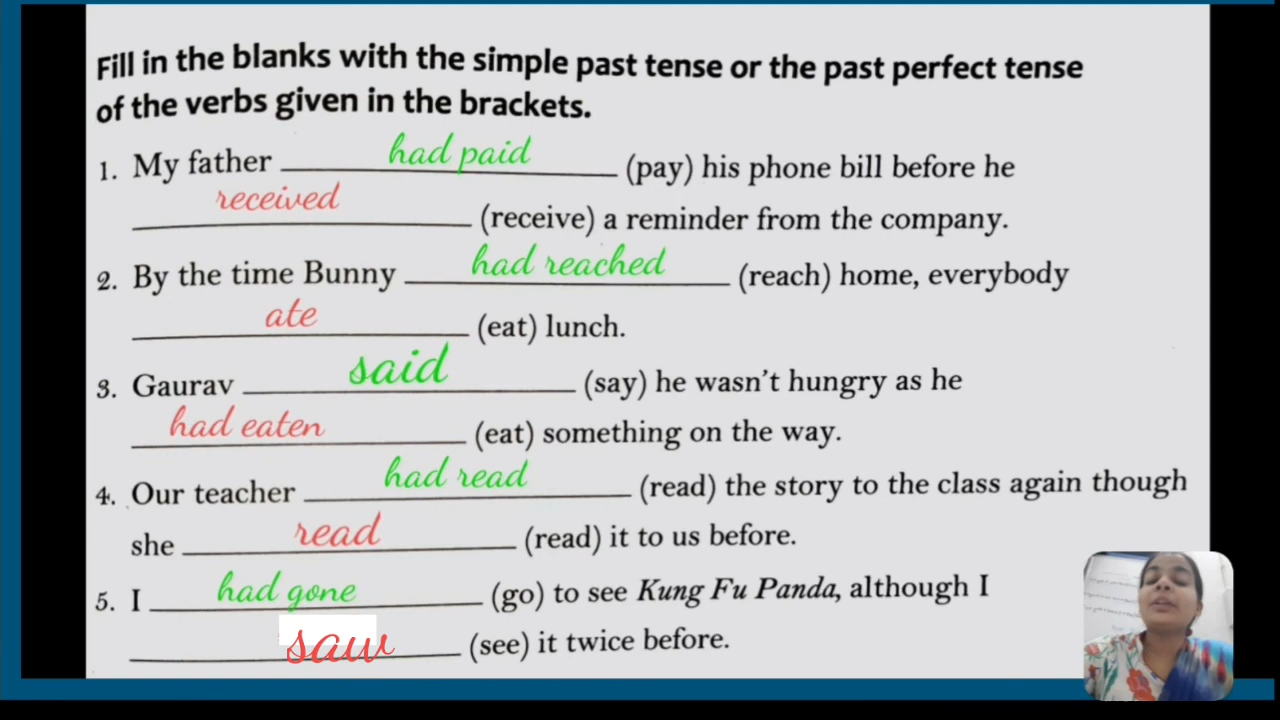 Fill in the blanks with the simple past tense or the past perfect tense
of the verbs given in the brackets.
1. My father had paid (pay) his phone bill before he
received (receive) a reminder from the company.
2. By the time Bunny had reached (reach) home, everybody
ate (eat) lunch.
3. Gaurav said (say) he wasn't hungry as he
had eaten (eat) something on the way.
4. Our teacher had read (read) the story to the class again though
she read (read) it to us before.
5. I had gone (go) to see Kung Fu Panda, although I
saw (see) it twice before.